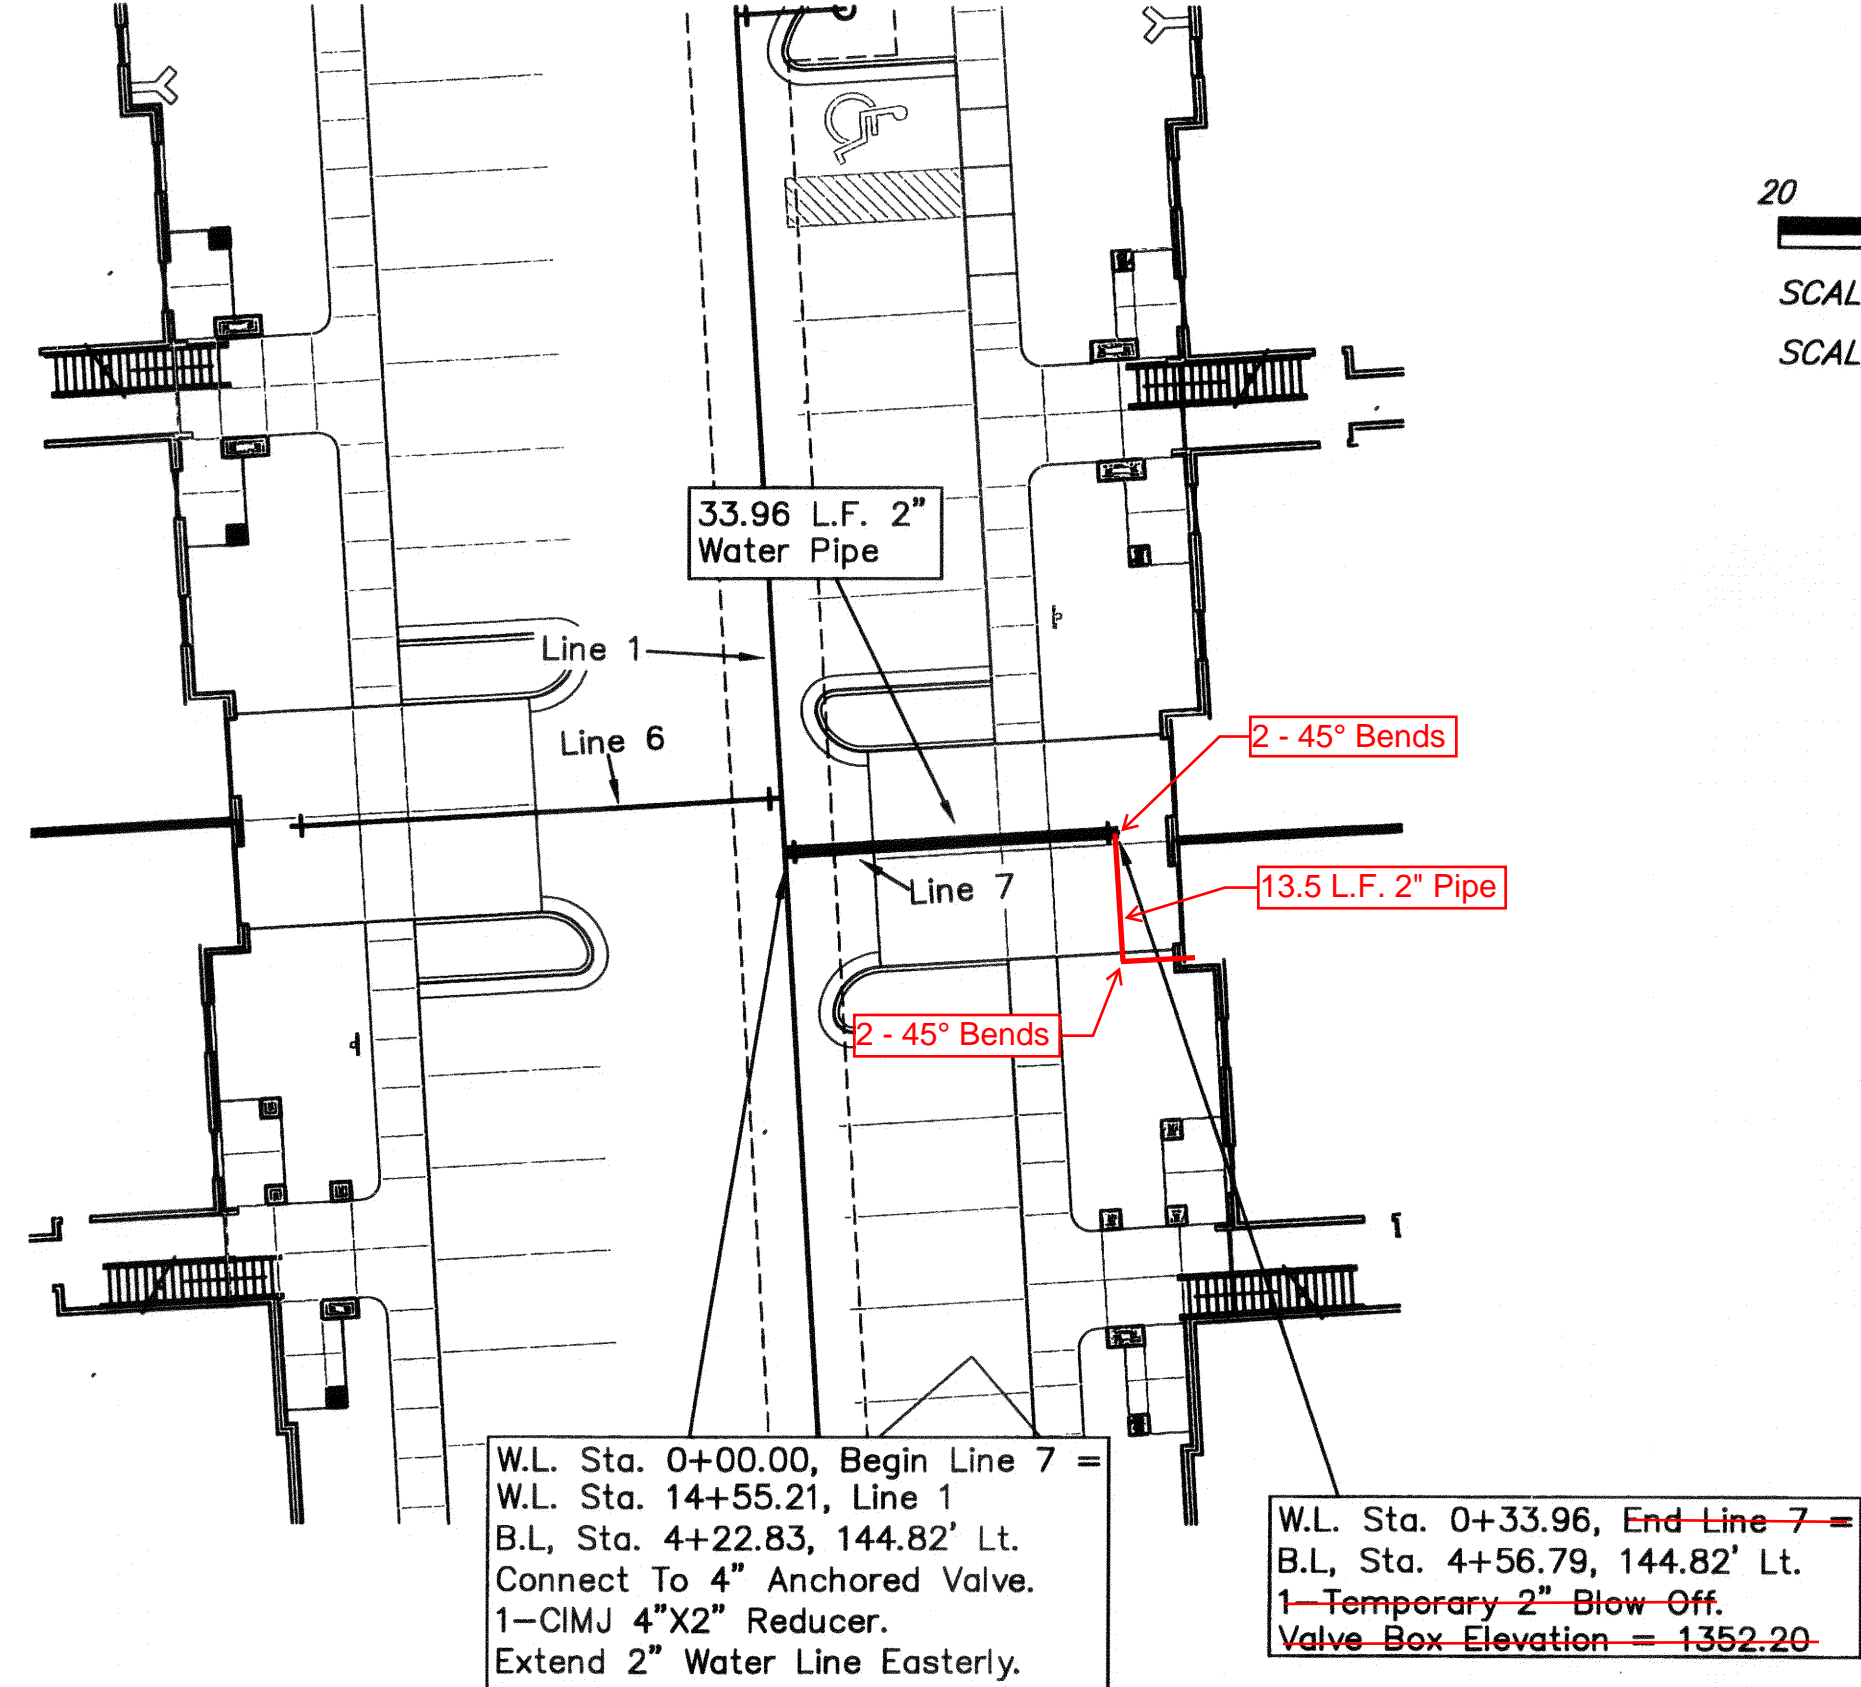 20
SCAL
SCAL
33.96 L.F. 2"
Water Pipe
Line 1
Line 6
2 - 45° Bends
13.5 L.F. 2" Pipe
Line 7
2 - 45° Bends
W.L. Sta. 0+00.00, Begin Line 7 =
W.L. Sta. 14+55.21, Line 1
B.L, Sta. 4+22.83, 144.82' Lt.
Connect To 4" Anchored Valve.
1-CIMJ 4"X2" Reducer.
Extend 2" Water Line Easterly.
W.L. Sta. 0+33.96, End Line 7 =
B.L, Sta. 4+56.79, 144.82' Lt.
1-Temporary 2" Blow Off.
Valve Box Elevation = 1352.20